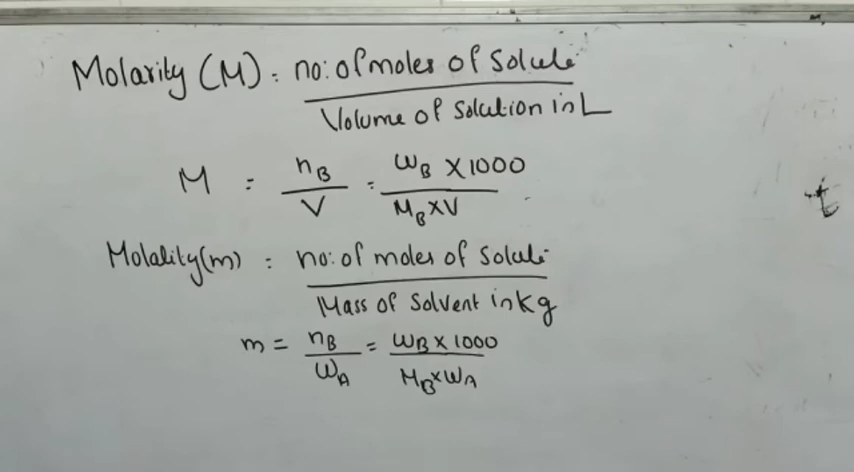 Molarity (M) = no: of moles of Solute
Volume of Solution in L
M = nB / V = WB X 1000 / MB X V
Molality (m) = no: of moles of Solute
Mass of Solvent in kg
m = nB / WA = WB X 1000 / MB X WA